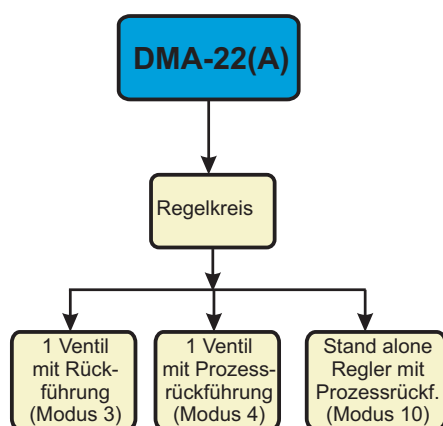 DMA-22(A)
Regelkreis
1 Ventil
mit Rück-
führung
(Modus 3)
1 Ventil
mit Prozess-
rückführung
(Modus 4)
Stand alone
Regler mit
Prozessrückf.
(Modus 10)